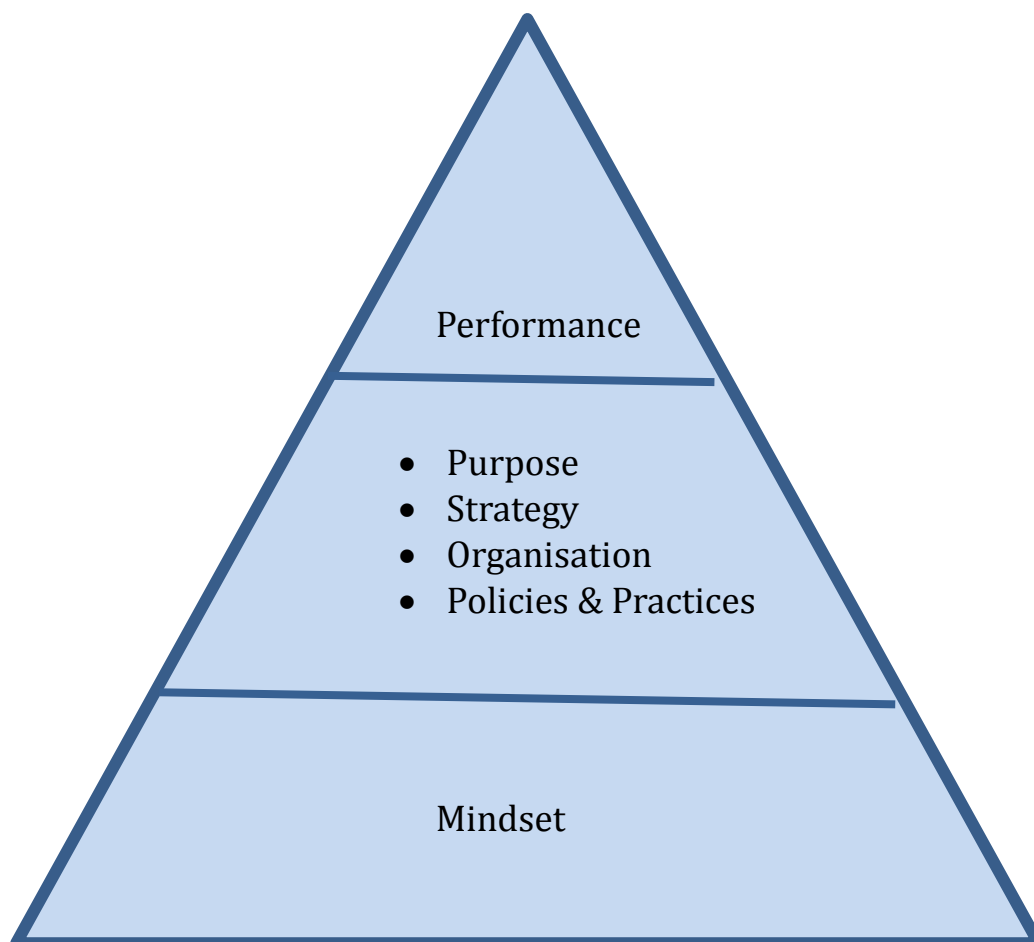 Performance
• Purpose
• Strategy
• Organisation
• Policies & Practices
Mindset